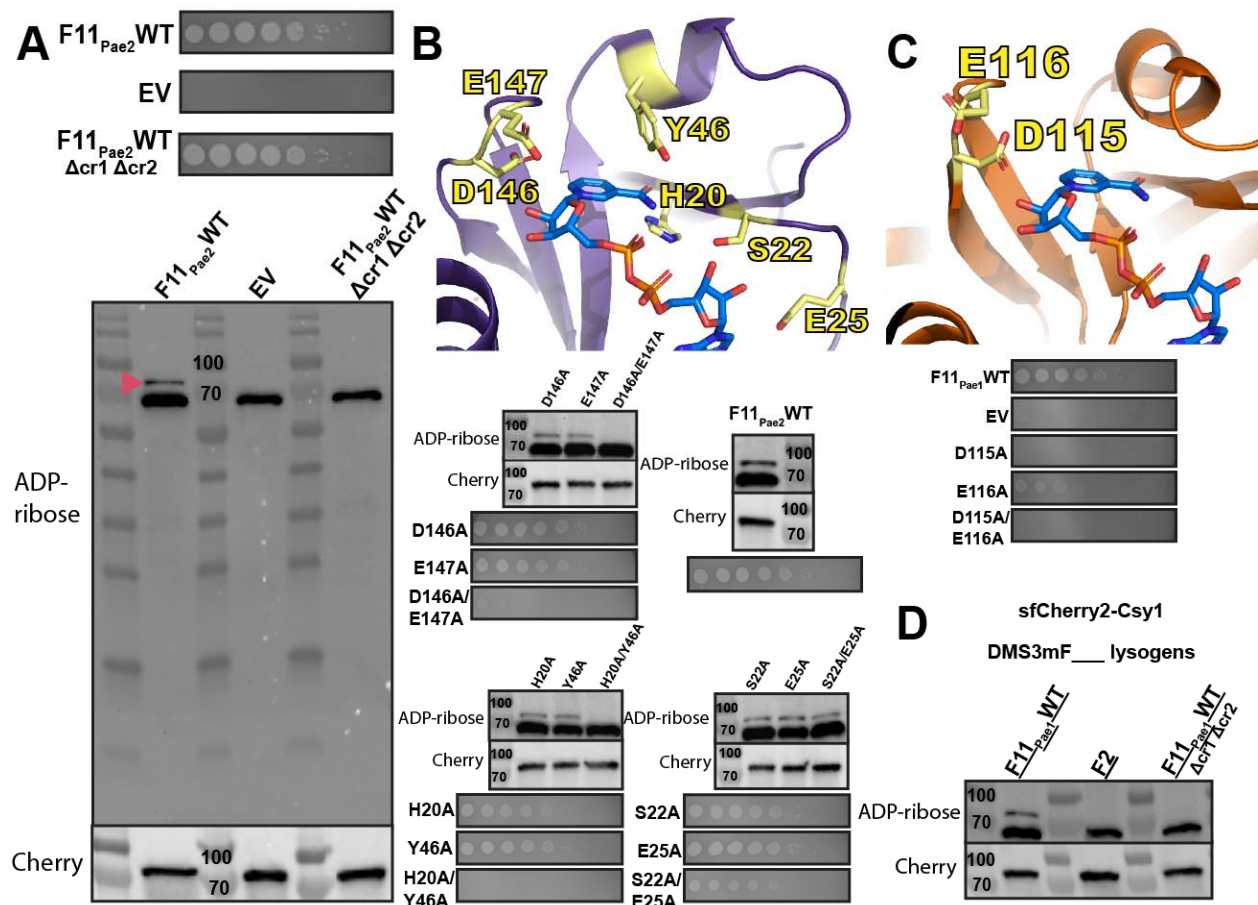 A
F11Pae2WT
EV
F11Pae2WT
Δcr1 Δcr2
F11Pae2WT
EV
F11Pae2WT
Δcr1 Δcr2
100
70
ADP-
ribose
Cherry
100
70
B
E147
Y46
D146
H20
S22
E25
D146A
E147A
D146A/E147A
ADP-ribose
100
70
Cherry
100
70
D146A
E147A
D146A/
E147A
F11Pae2WT
ADP-ribose
100
70
Cherry
100
70
H20A
Y46A
H20A/Y46A
ADP-ribose
100
70
Cherry
100
70
H20A
Y46A
H20A/
Y46A
S22A
E25A
S22A/E25A
ADP-ribose
100
70
Cherry
100
70
S22A
E25A
S22A/
E25A
C
E116
D115
F11Pae1WT
EV
D115A
E116A
D115A/
E116A
D
sfCherry2-Csy1
DMS3mF___ lysogens
F11Pae1WT
F2
F11Pae1WT
Δcr1 Δcr2
ADP-ribose
100
70
Cherry
100
70